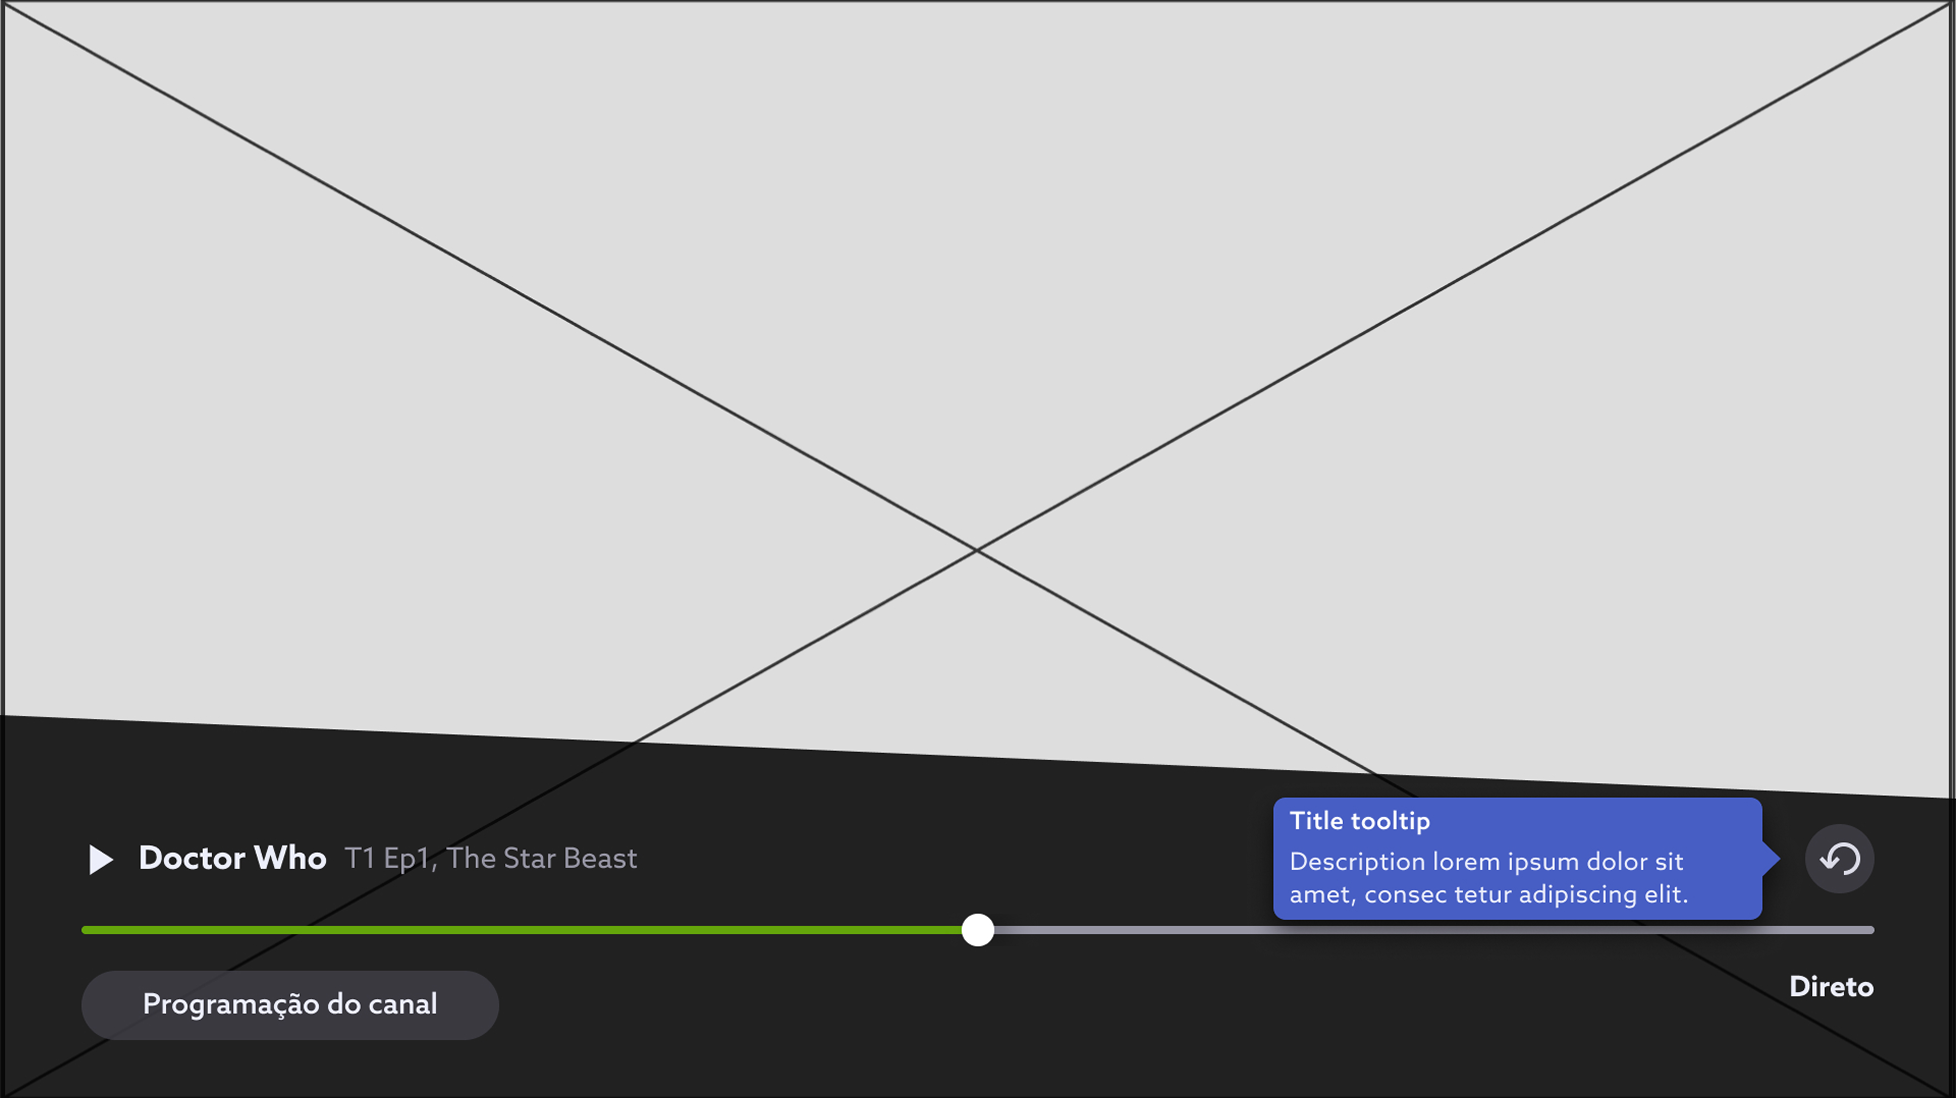 Title tooltip
Description lorem ipsum dolor sit
amet, consec tetur adipiscing elit.
Doctor Who T1 Ep1, The Star Beast
Direto
Programação do canal